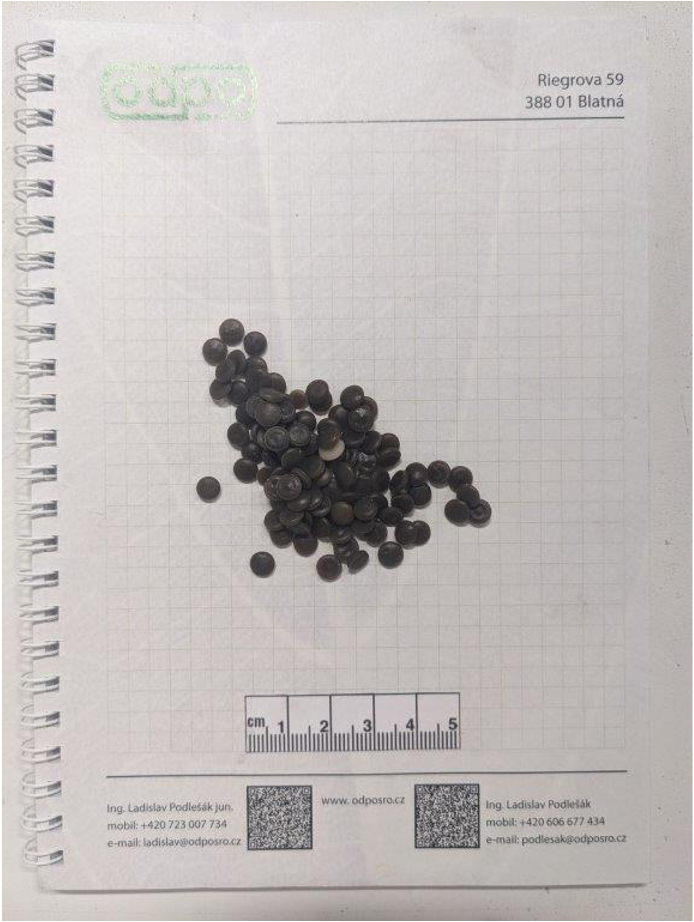 odpo
Riegrova 59
388 01 Blatná
cm 1 2 3 4 5
Ing. Ladislav Podlešák jun.
mobil: +420 723 007 734
e-mail: ladislav@odposro.cz
www. odposro.cz
Ing. Ladislav Podlešák
mobil: +420 606 677 434
e-mail: podlesak@odposro.cz